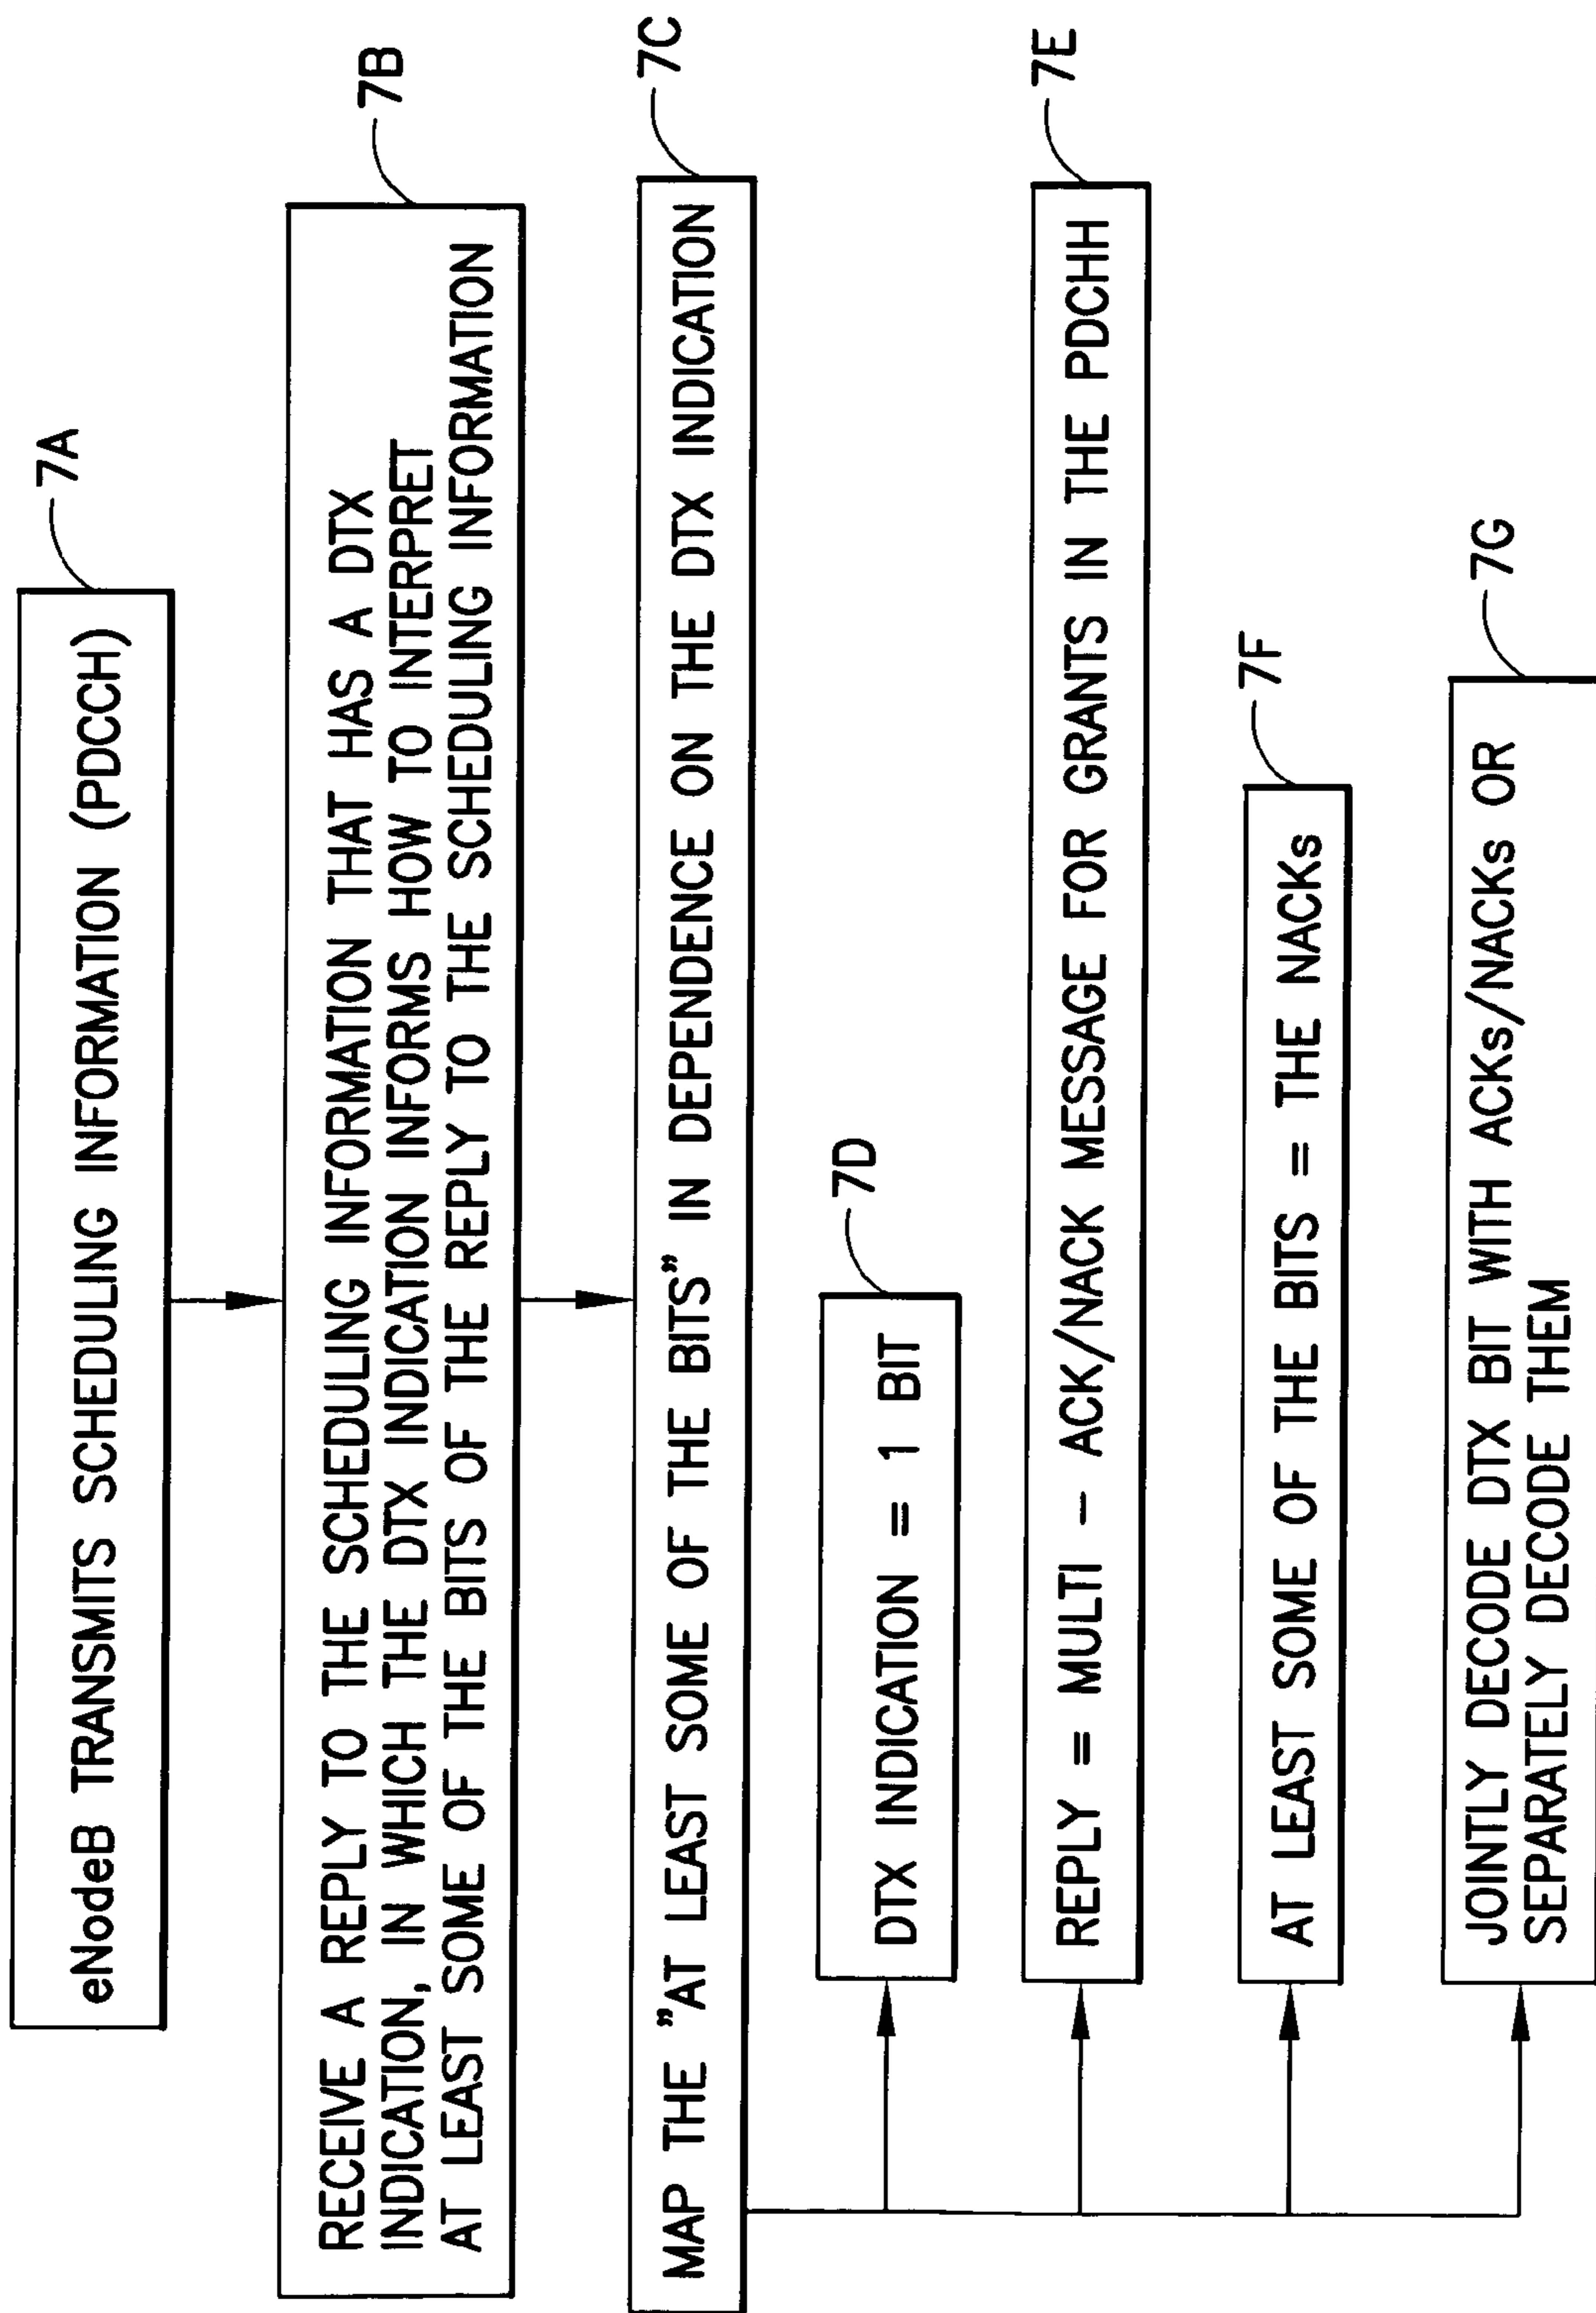 eNodeB TRANSMITS SCHEDULING INFORMATION (PDCCH)
7A
RECEIVE A REPLY TO THE SCHEDULING INFORMATION THAT HAS A DTX
INDICATION, IN WHICH THE DTX INDICATION INFORMS HOW TO INTERPRET
AT LEAST SOME OF THE BITS OF THE REPLY TO THE SCHEDULING INFORMATION
7B
MAP THE "AT LEAST SOME OF THE BITS" IN DEPENDENCE ON THE DTX INDICATION
7C
DTX INDICATION = 1 BIT
7D
REPLY = MULTI - ACK/NACK MESSAGE FOR GRANTS IN THE PDCHH
7E
AT LEAST SOME OF THE BITS = THE NACKs
7F
JOINTLY DECODE DTX BIT WITH ACKs/NACKs OR
SEPARATELY DECODE THEM
7G